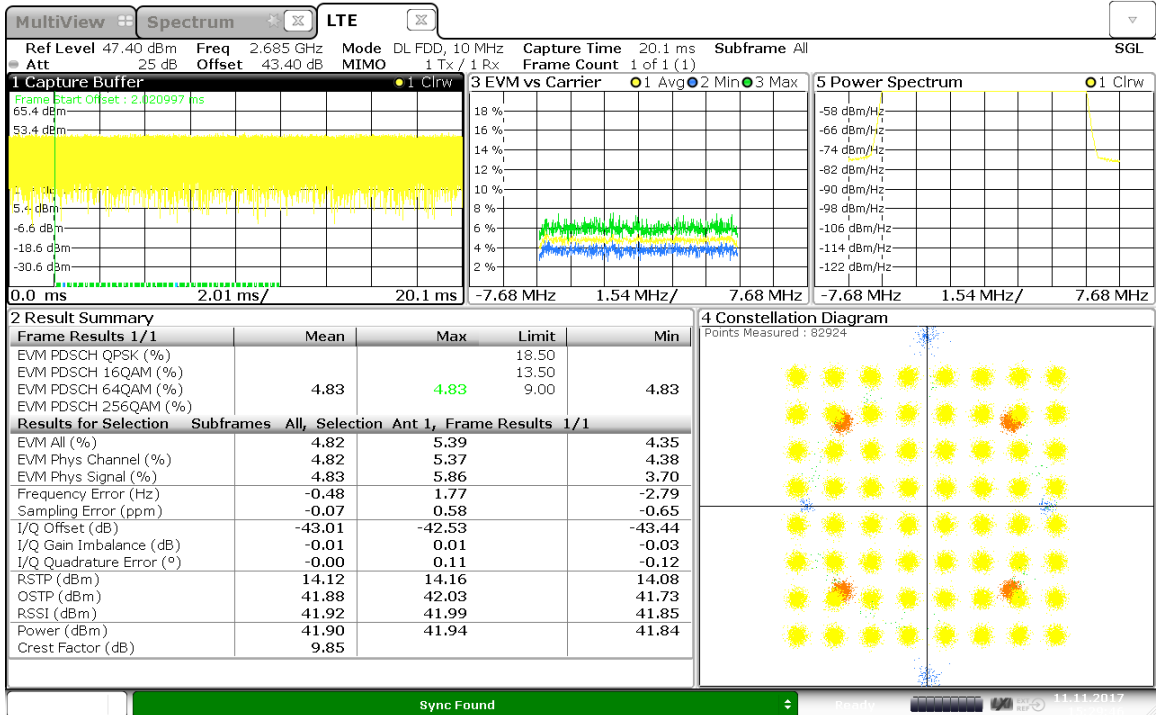 MultiView Spectrum LTE
Ref Level 47.40 dBm Freq 2.685 GHz Mode DL FDD, 10 MHz Capture Time 20.1 ms Subframe All SGL
Att 25 dB Offset 43.40 dB MIMO 1 Tx / 1 Rx Frame Count 1 of 1 (1)
1 Capture Buffer 1 Clrw
Frame Start Offset : 2.020997 ms
65.4 dBm
53.4 dBm
5.4 dBm
-6.6 dBm
-18.6 dBm
-30.6 dBm
0.0 ms 2.01 ms/ 20.1 ms
3 EVM vs Carrier 1 Avg 2 Min 3 Max
18 %
16 %
14 %
12 %
10 %
8 %
6 %
4 %
2 %
-7.68 MHz 1.54 MHz/ 7.68 MHz
5 Power Spectrum 1 Clrw
-58 dBm/Hz
-66 dBm/Hz
-74 dBm/Hz
-82 dBm/Hz
-90 dBm/Hz
-98 dBm/Hz
-106 dBm/Hz
-114 dBm/Hz
-122 dBm/Hz
-7.68 MHz 1.54 MHz/ 7.68 MHz
2 Result Summary
Frame Results 1/1 Mean Max Limit Min
EVM PDSCH QPSK (%) 18.50
EVM PDSCH 16QAM (%) 13.50
EVM PDSCH 64QAM (%) 4.83 4.83 9.00 4.83
EVM PDSCH 256QAM (%)
Results for Selection Subframes All, Selection Ant 1, Frame Results 1/1
EVM All (%) 4.82 5.39 4.35
EVM Phys Channel (%) 4.82 5.37 4.38
EVM Phys Signal (%) 4.83 5.86 3.70
Frequency Error (Hz) -0.48 1.77 -2.79
Sampling Error (ppm) -0.07 0.58 -0.65
I/Q Offset (dB) -43.01 -42.53 -43.44
I/Q Gain Imbalance (dB) -0.01 0.01 -0.03
I/Q Quadrature Error (º) -0.00 0.11 -0.12
RSTP (dBm) 14.12 14.16 14.08
OSTP (dBm) 41.88 42.03 41.73
RSSI (dBm) 41.92 41.99 41.85
Power (dBm) 41.90 41.94 41.84
Crest Factor (dB) 9.85
4 Constellation Diagram
Points Measured : 82924
Sync Found
Ready LXI EXT REF 11.11.2017